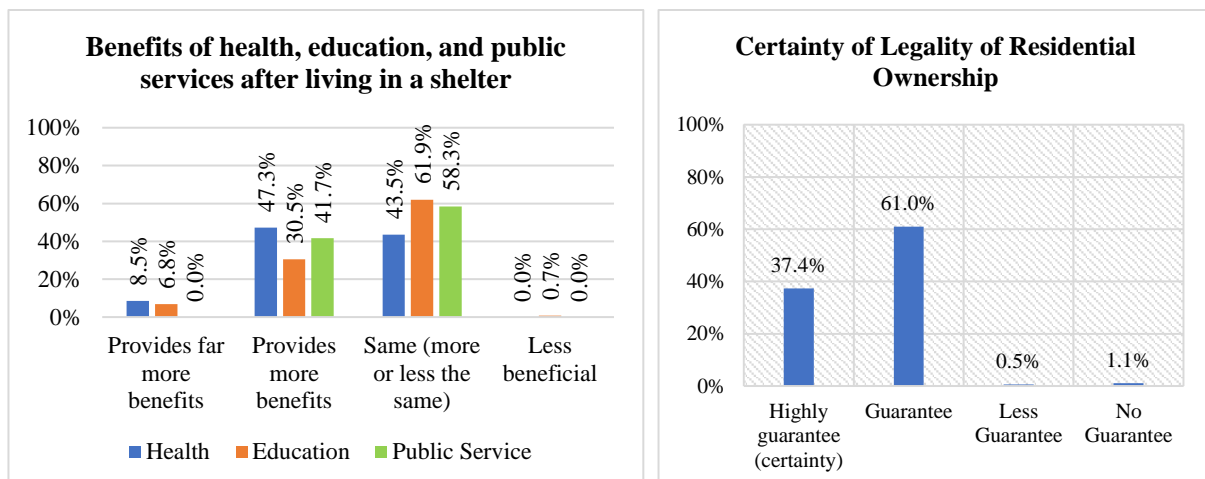 Benefits of health, education, and public
services after living in a shelter
100%
80%
60%
40%
20%
0%
8.5%
6.8%
0.0%
47.3%
30.5%
41.7%
43.5%
61.9%
58.3%
0.0%
0.7%
0.0%
Provides far
more
benefits
Provides
more
benefits
Same (more
or less the
same)
Less
beneficial
Health
Education
Public Service
Certainty of Legality of Residential
Ownership
100%
80%
60%
40%
20%
0%
37.4%
61.0%
0.5%
1.1%
Highly
guarantee
(certainty)
Guarantee
Less
Guarantee
No
Guarantee